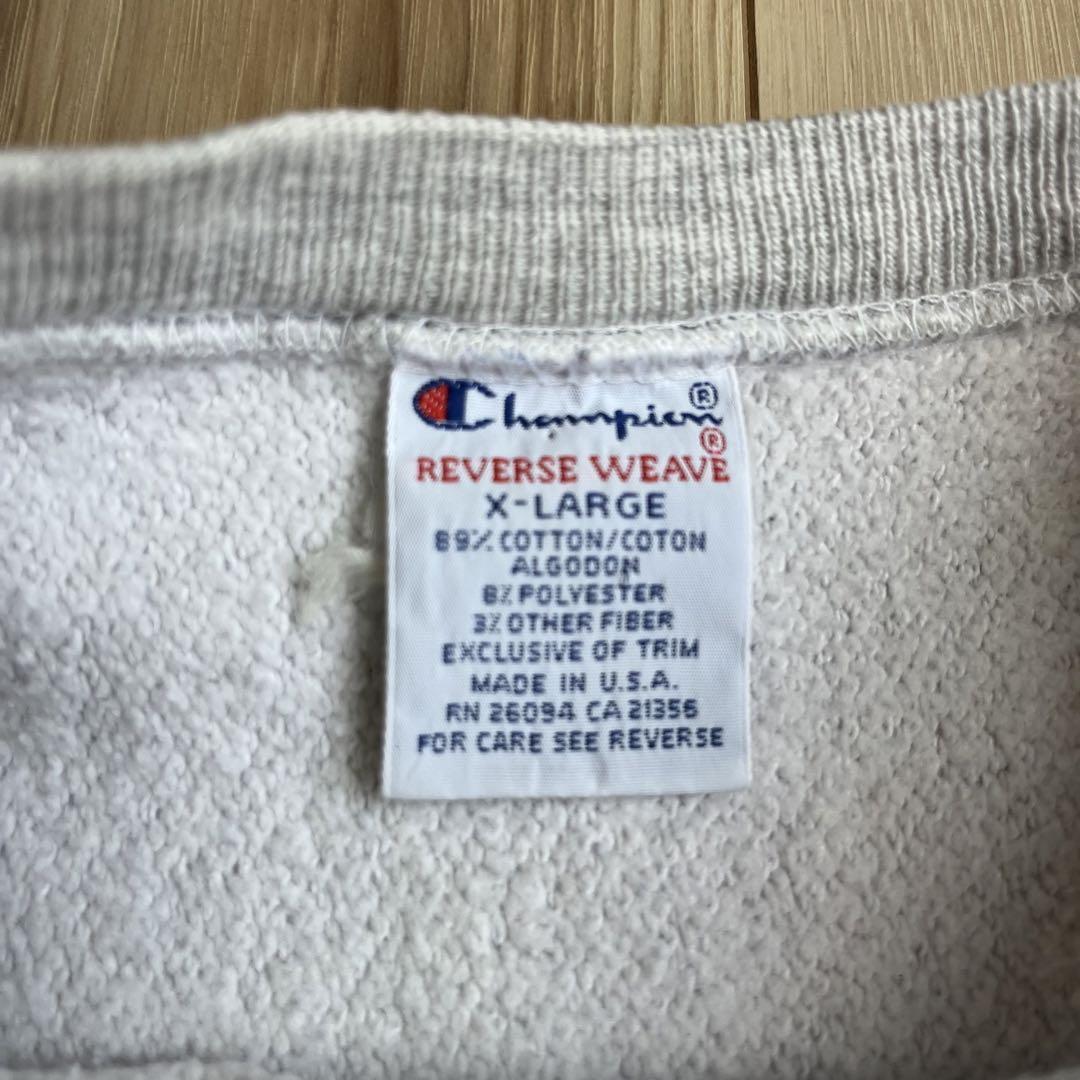 Champion®
REVERSE WEAVE®
X-LARGE
89% COTTON/COTON
ALGODON
8% POLYESTER
3% OTHER FIBER
EXCLUSIVE OF TRIM
MADE IN U.S.A.
RN 26094 CA 21356
FOR CARE SEE REVERSE